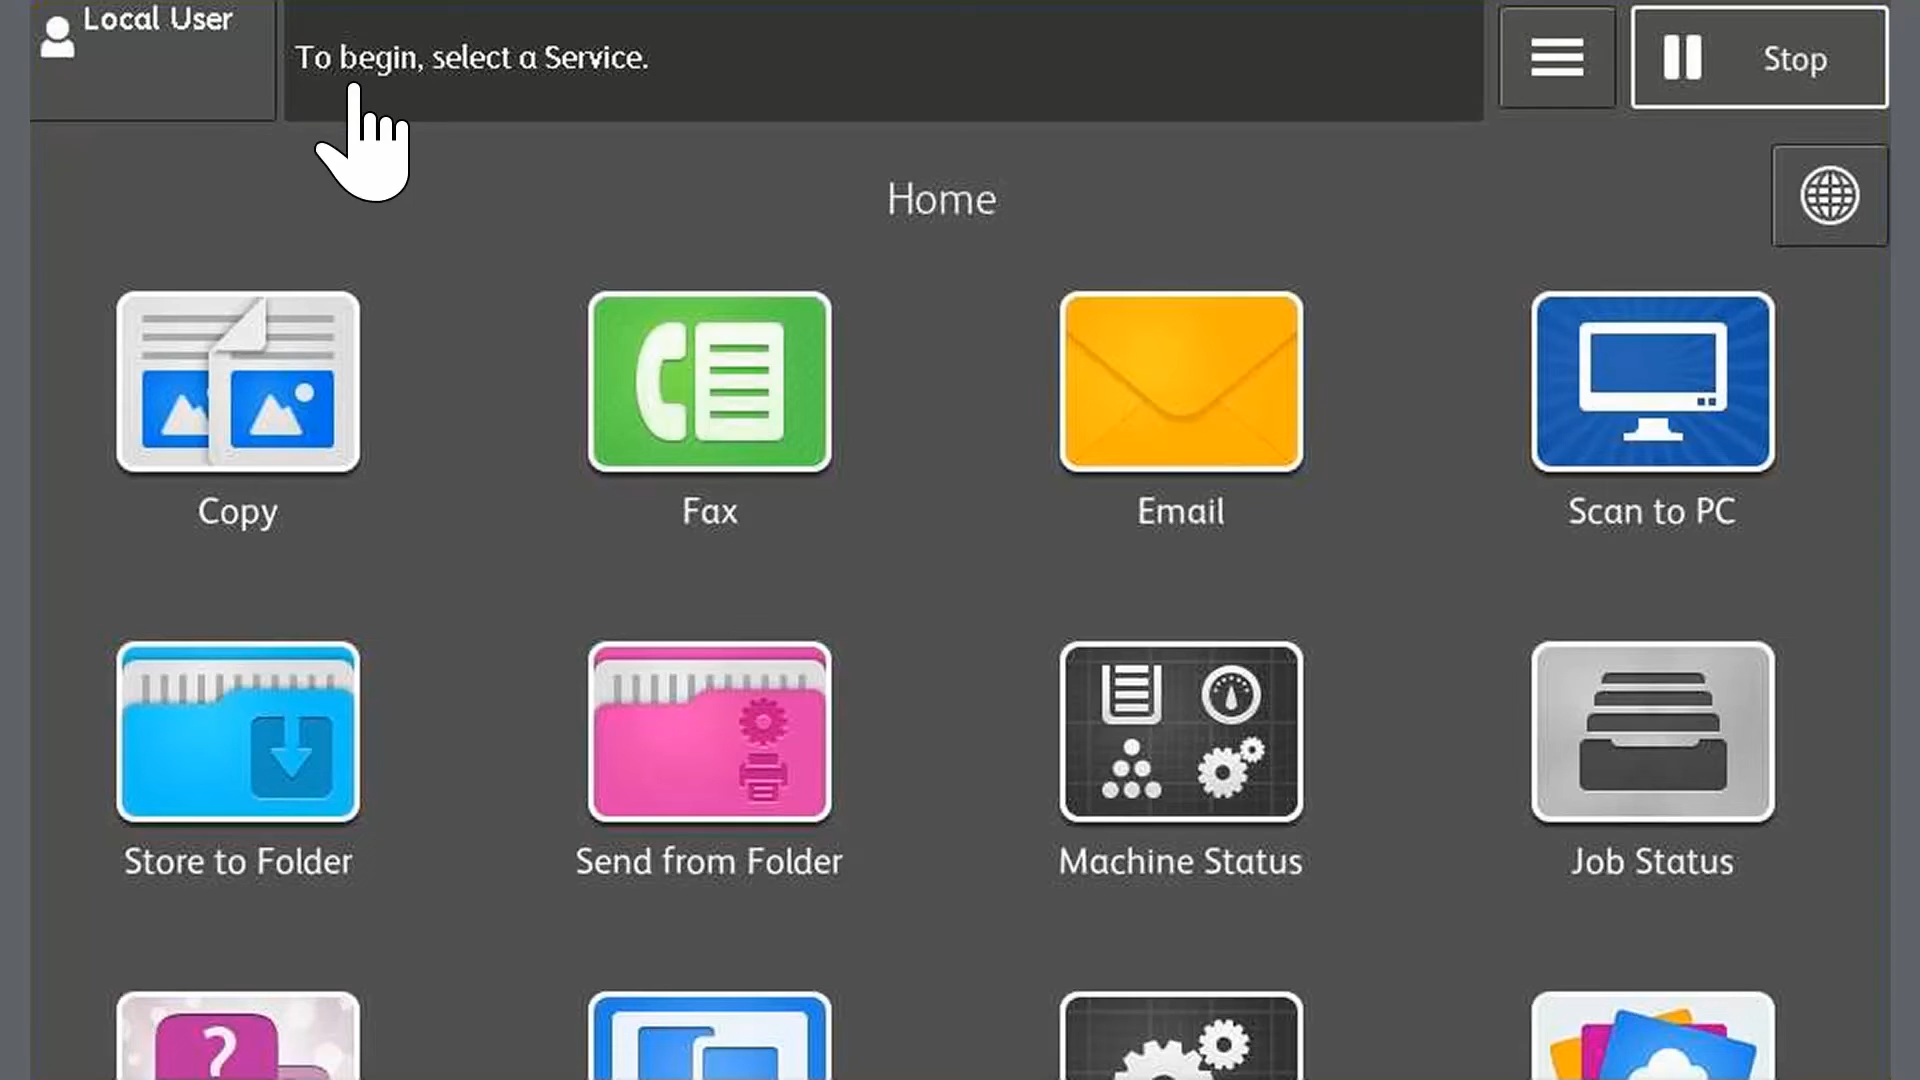 Local User
To begin, select a Service.
Stop
Home
Copy
Fax
Email
Scan to PC
Store to Folder
Send from Folder
Machine Status
Job Status
?